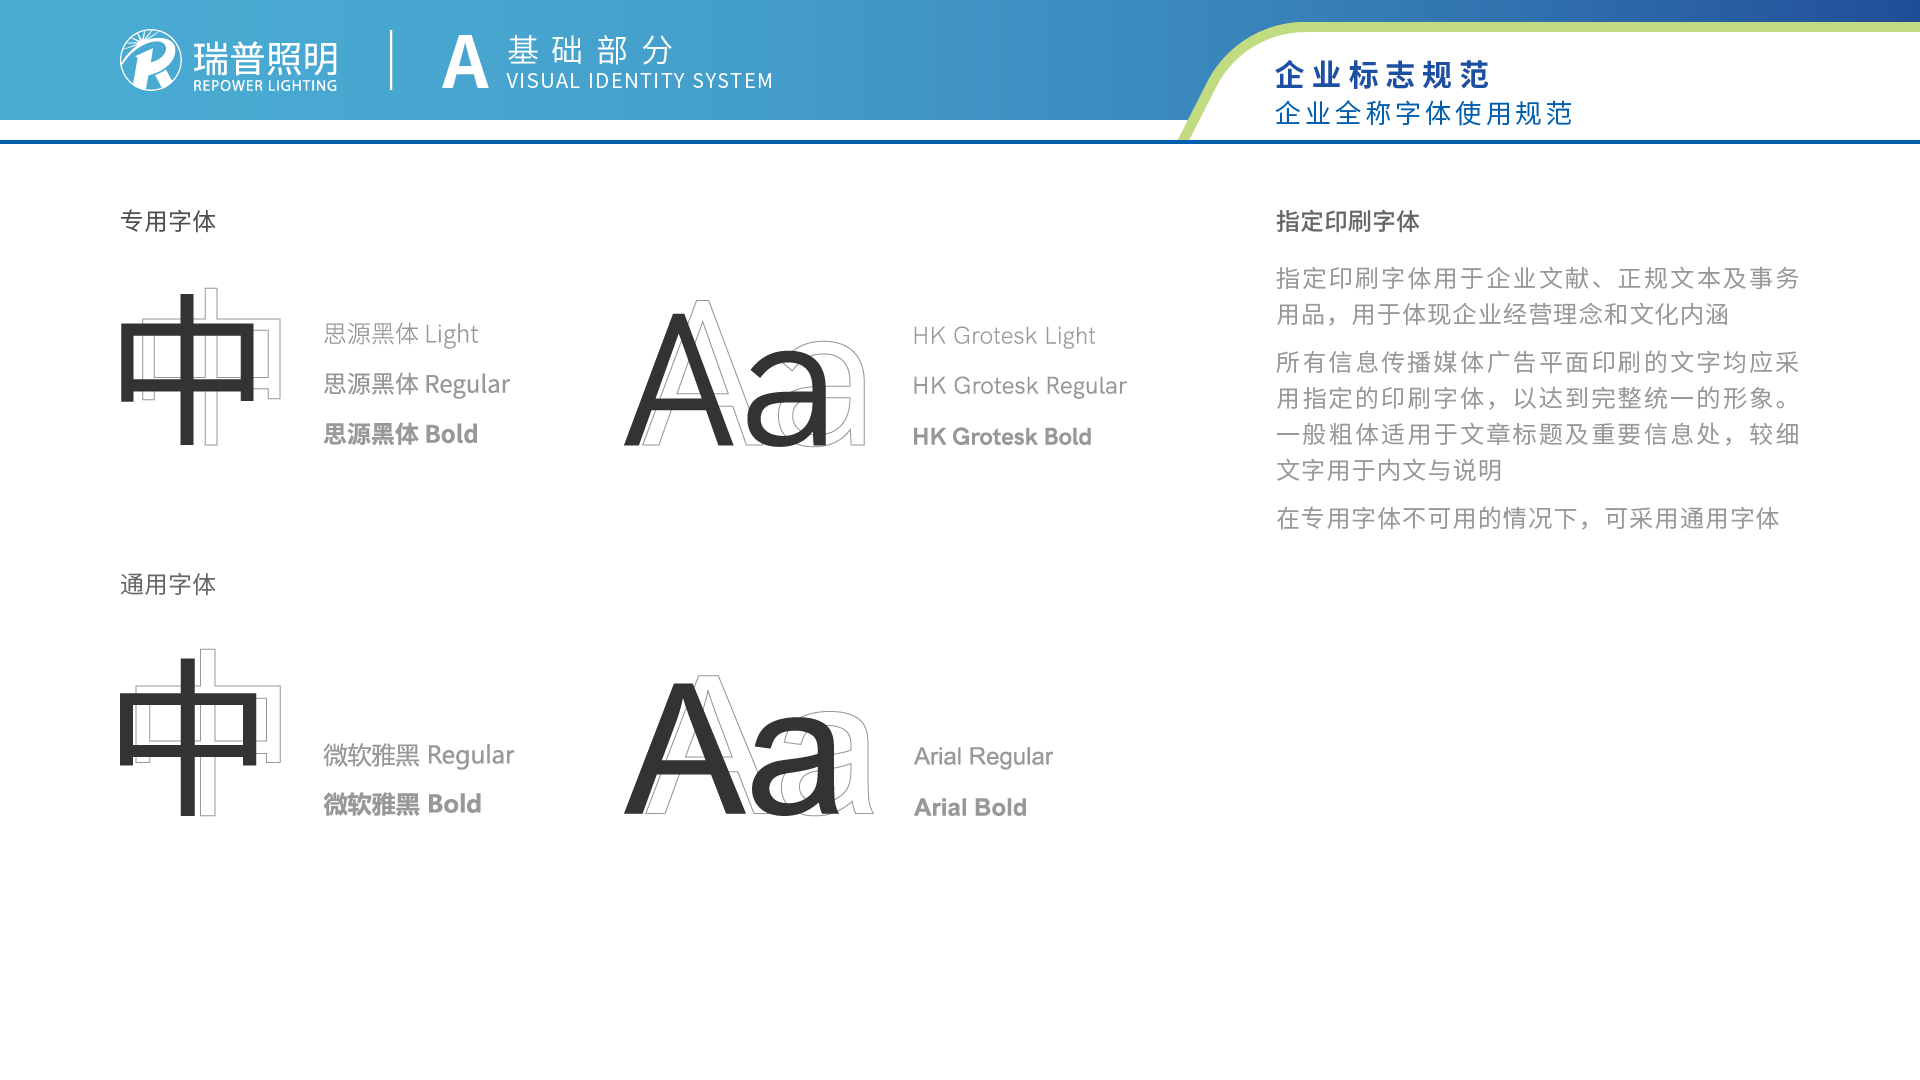 瑞普照明
REPOWER LIGHTING
A
基础部分
VISUAL IDENTITY SYSTEM
企业标志规范
企业全称字体使用规范
专用字体
中
思源黑体 Light
思源黑体 Regular
思源黑体 Bold
Aa
HK Grotesk Light
HK Grotesk Regular
HK Grotesk Bold
通用字体
中
微软雅黑 Regular
微软雅黑 Bold
Aa
Arial Regular
Arial Bold
指定印刷字体
指定印刷字体用于企业文献、正规文本及事务
用品，用于体现企业经营理念和文化内涵
所有信息传播媒体广告平面印刷的文字均应采
用指定的印刷字体，以达到完整统一的形象。
一般粗体适用于文章标题及重要信息处，较细
文字用于内文与说明
在专用字体不可用的情况下，可采用通用字体